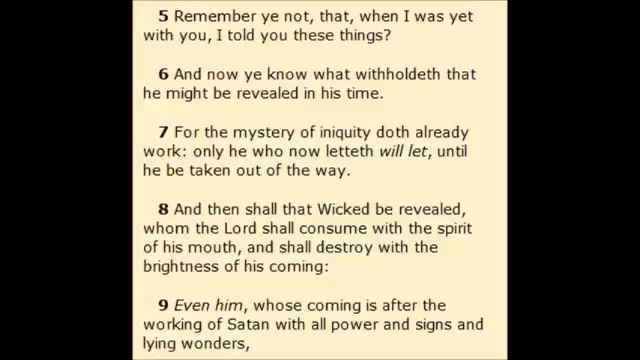 5 Remember ye not, that, when I was yet
with you, I told you these things?
6 And now ye know what withholdeth that
he might be revealed in his time.
7 For the mystery of iniquity doth already
work: only he who now letteth will let, until
he be taken out of the way.
8 And then shall that Wicked be revealed,
whom the Lord shall consume with the spirit
of his mouth, and shall destroy with the
brightness of his coming:
9 Even him, whose coming is after the
working of Satan with all power and signs and
lying wonders,